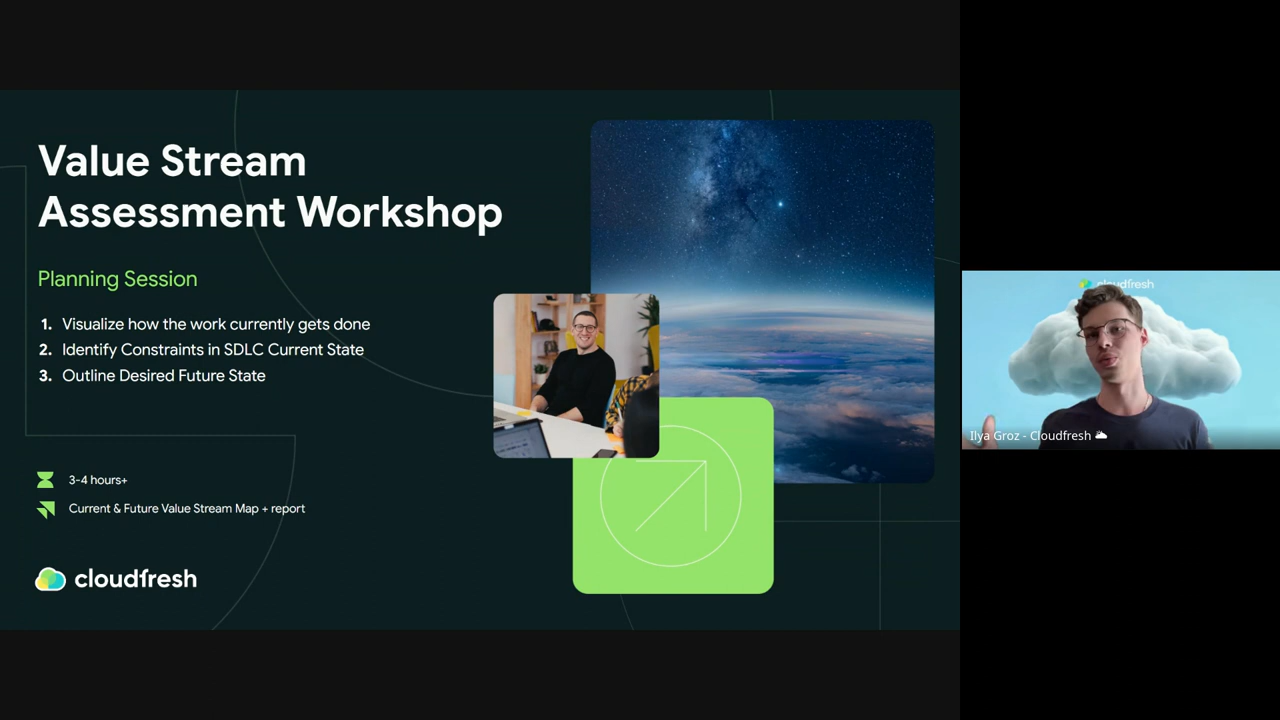 Value Stream
Assessment Workshop
Planning Session
1. Visualize how the work currently gets done
2. Identify Constraints in SDLC Current State
3. Outline Desired Future State
3-4 hours+
Current & Future Value Stream Map + report
cloudfresh
cloudfresh
Ilya Groz - Cloudfresh 🌥